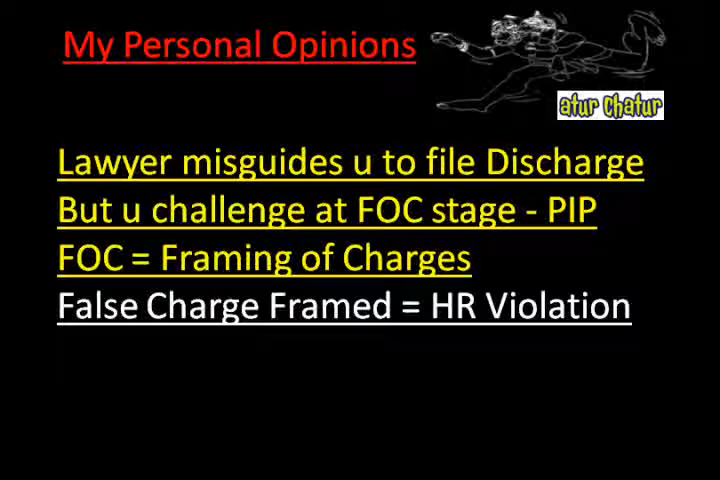 My Personal Opinions
atur chatur
Lawyer misguides u to file Discharge
But u challenge at FOC stage - PIP
FOC = Framing of Charges
False Charge Framed = HR Violation